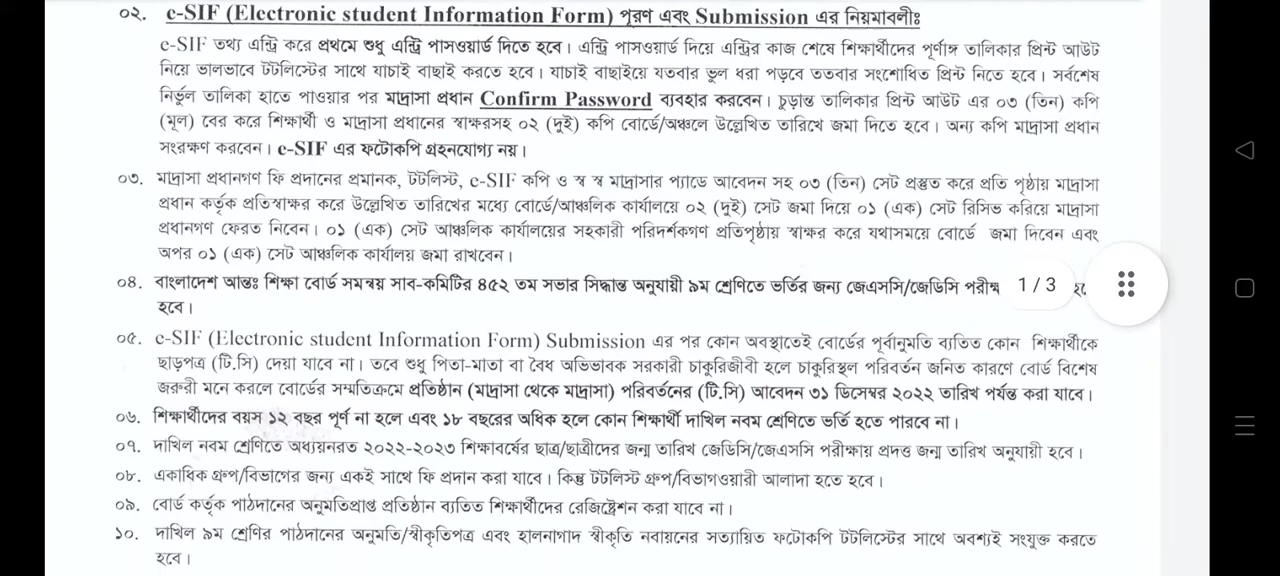 ০২. e-SIF (Electronic student Information Form) পূরণ এবং Submission এর নিয়মাবলীঃ
e-SIF তথ্য এন্ট্রি করে প্রথমে শুধু এন্ট্রি পাসওয়ার্ড দিতে হবে। এন্ট্রি পাসওয়ার্ড দিয়ে এন্ট্রির কাজ শেষে শিক্ষার্থীদের পূর্ণাঙ্গ তালিকার প্রিন্ট আউট
নিয়ে ভালভাবে টটলিস্টের সাথে যাচাই বাছাই করতে হবে। যাচাই বাছাইয়ে যতবার ভুল ধরা পড়বে ততবার সংশোধিত প্রিন্ট নিতে হবে। সর্বশেষ
নির্ভুল তালিকা হাতে পাওয়ার পর মাদ্রাসা প্রধান Confirm Password ব্যবহার করবেন। চুড়ান্ত তালিকার প্রিন্ট আউট এর ০৩ (তিন) কপি
(মূল) বের করে শিক্ষার্থী ও মাদ্রাসা প্রধানের স্বাক্ষরসহ ০২ (দুই) কপি বোর্ডে/অঞ্চলে উল্লেখিত তারিখে জমা দিতে হবে। অন্য কপি মাদ্রাসা প্রধান
সংরক্ষণ করবেন। e-SIF এর ফটোকপি গ্রহনযোগ্য নয়।
০৩. মাদ্রাসা প্রধানগণ ফি প্রদানের প্রমানক, টটলিস্ট, e-SIF কপি ও স্ব স্ব মাদ্রাসার প্যাডে আবেদন সহ ০৩ (তিন) সেট প্রস্তুত করে প্রতি পৃষ্ঠায় মাদ্রাসা
প্রধান কর্তৃক প্রতিস্বাক্ষর করে উল্লেখিত তারিখের মধ্যে বোর্ডে/আঞ্চলিক কার্যালয়ে ০২ (দুই) সেট জমা দিয়ে ০১ (এক) সেট রিসিভ করিয়ে মাদ্রাসা
প্রধানগণ ফেরত নিবেন। ০১ (এক) সেট আঞ্চলিক কার্যালয়ের সহকারী পরিদর্শকগণ প্রতিপৃষ্ঠায় স্বাক্ষর করে যথাসময়ে বোর্ডে জমা দিবেন এবং
অপর ০১ (এক) সেট আঞ্চলিক কার্যালয় জমা রাখবেন।
০৪. বাংলাদেশ আন্তঃ শিক্ষা বোর্ড সমন্বয় সাব-কমিটির ৪৫২ তম সভার সিদ্ধান্ত অনুযায়ী ৯ম শ্রেণিতে ভর্তির জন্য জেএসসি/জেডিসি 1/3
হবে।
০৫. e-SIF (Electronic student Information Form) Submission এর পর কোন অবস্থাতেই বোর্ডের পূর্বানুমতি ব্যতিত কোন শিক্ষার্থীকে
ছাড়পত্র (টি.সি) দেয়া যাবে না। তবে শুধু পিতা-মাতা বা বৈধ অভিভাবক সরকারী চাকুরিজীবী হলে চাকুরিস্থল পরিবর্তন জনিত কারণে বোর্ড বিশেষ
জরুরী মনে করলে বোর্ডের সম্মতিক্রমে প্রতিষ্ঠান (মাদ্রাসা থেকে মাদ্রাসা) পরিবর্তনের (টি.সি) আবেদন ৩১ ডিসেম্বর ২০২২ তারিখ পর্যন্ত করা যাবে।
০৬. শিক্ষার্থীদের বয়স ১২ বছর পূর্ণ না হলে এবং ১৮ বছরের অধিক হলে কোন শিক্ষার্থী দাখিল নবম শ্রেণিতে ভর্তি হতে পারবে না।
০৭. দাখিল নবম শ্রেণিতে অধ্যয়নরত ২০২২-২০২৩ শিক্ষাবর্ষের ছাত্র/ছাত্রীদের জন্ম তারিখ জেডিসি/জেএসসি পরীক্ষায় প্রদত্ত জন্ম তারিখ অনুযায়ী হবে।
০৮. একাধিক গ্রুপ/বিভাগের জন্য একই সাথে ফি প্রদান করা যাবে। কিন্তু টটলিস্ট গ্রুপ/বিভাগওয়ারী আলাদা হতে হবে।
০৯. বোর্ড কর্তৃক পাঠদানের অনুমতিপ্রাপ্ত প্রতিষ্ঠান ব্যতিত শিক্ষার্থীদের রেজিষ্ট্রেশন করা যাবে না।
১০. দাখিল ৯ম শ্রেণির পাঠদানের অনুমতি/স্বীকৃতিপত্র এবং হালনাগাদ স্বীকৃতি নবায়নের সত্যায়িত ফটোকপি টটলিস্টের সাথে অবশ্যই সংযুক্ত করতে
হবে।